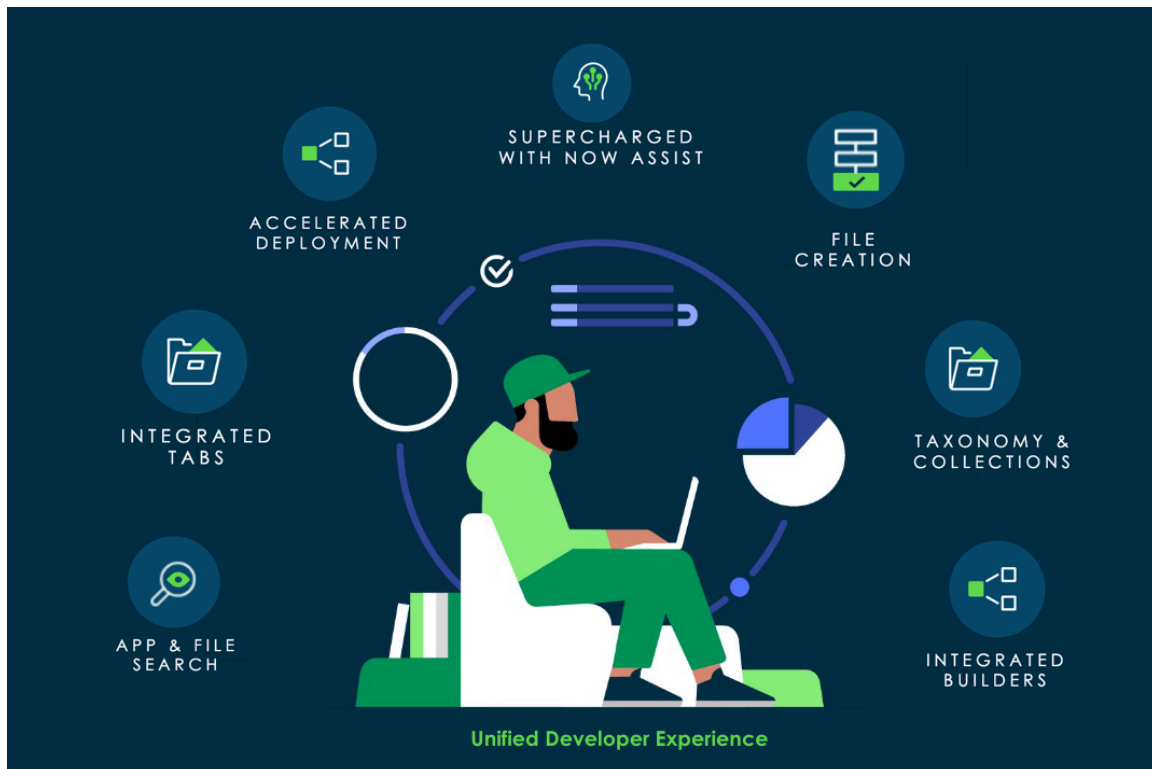 SUPERCHARGED
WITH NOW ASSIST
ACCELERATED
DEPLOYMENT
FILE
CREATION
INTEGRATED
TABS
TAXONOMY &
COLLECTIONS
APP & FILE
SEARCH
INTEGRATED
BUILDERS
Unified Developer Experience